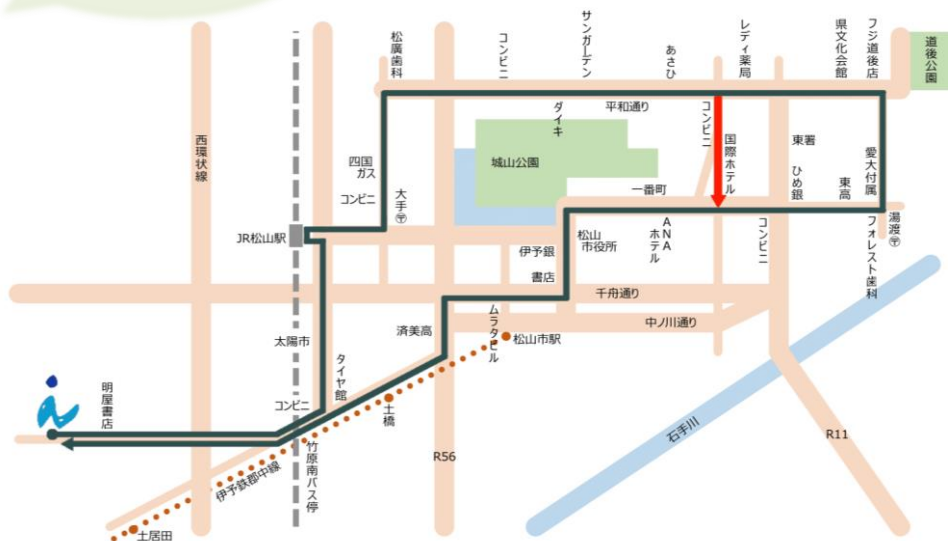 松廣歯科
コンビニ
サンガーデン
あさひ
レディ薬局
県文化会館
フジ道後店
道後公園
平和通り
ダイキ
コンビニ
国際ホテル
東署
ひめ銀
東高
愛大付属
西環状線
四国
ガス
コンビニ
大手〶
城山公園
一番町
JR松山駅
伊予銀
書店
松山
市役所
ANA
ホテル
コンビニ
フォレスト歯科
湯渡〶
千舟通り
中ノ川通り
太陽市
タイヤ館
済美高
ムラタビル
松山市駅
明屋書店
コンビニ
土橋
竹原南バス停
伊予鉄郡中線
R56
石手川
R11
土居田